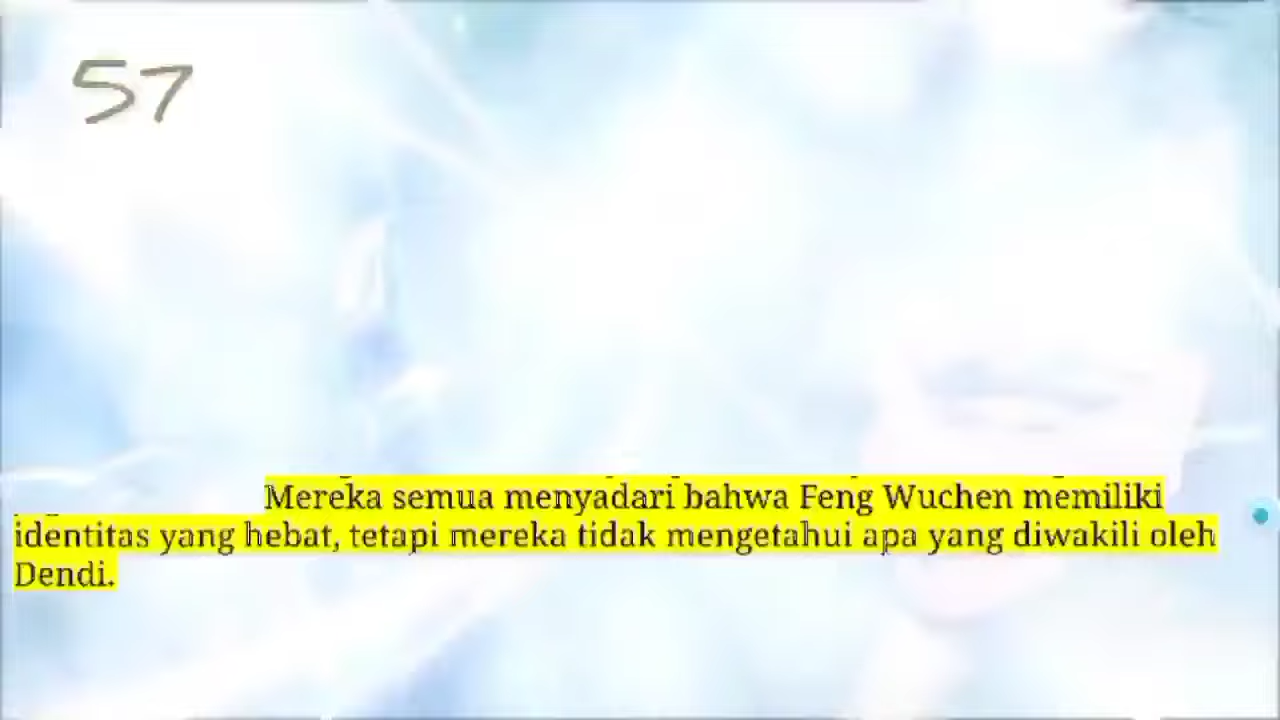 57
Mereka semua menyadari bahwa Feng Wuchen memiliki
identitas yang hebat, tetapi mereka tidak mengetahui apa yang diwakili oleh
Dendi.